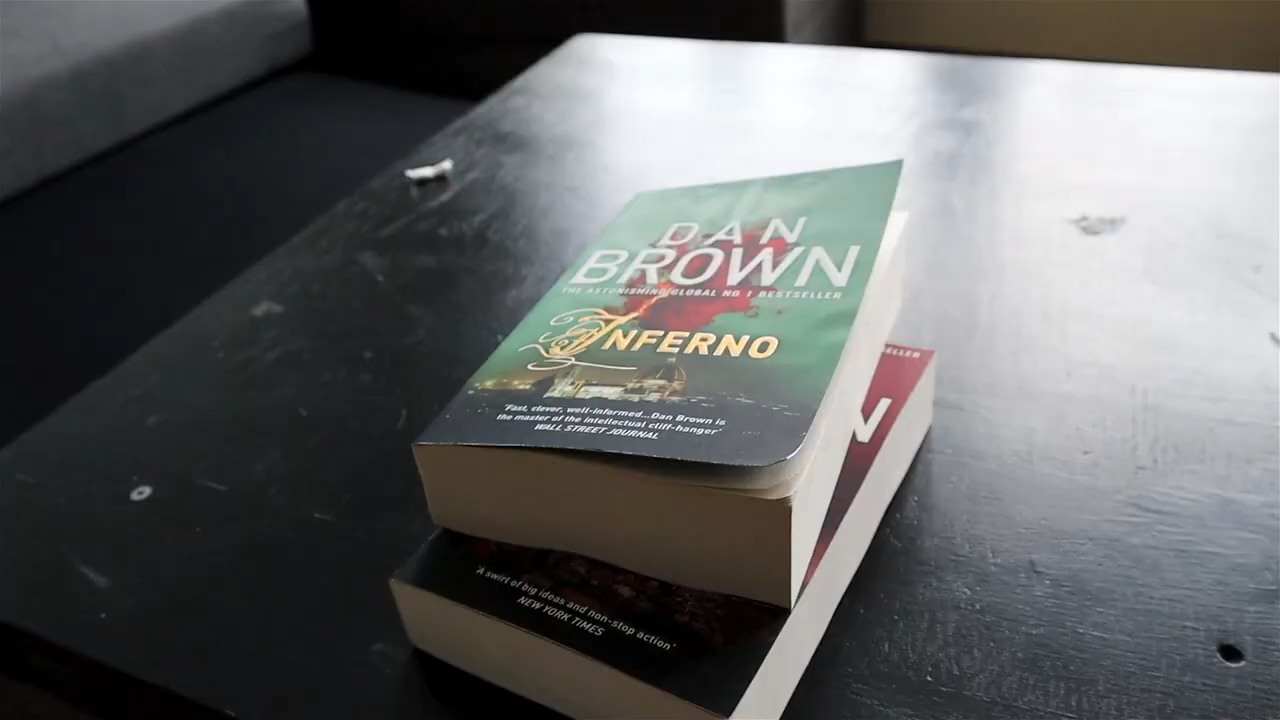 DAN
BROWN
THE ASTONISHING GLOBAL NO 1 BESTSELLER
INFERNO
'Fast, clever, well-informed...Dan Brown is
the master of the intellectual cliff-hanger'
WALL STREET JOURNAL
SELLER
N
'A swirl of big ideas and non-stop action'
NEW YORK TIMES